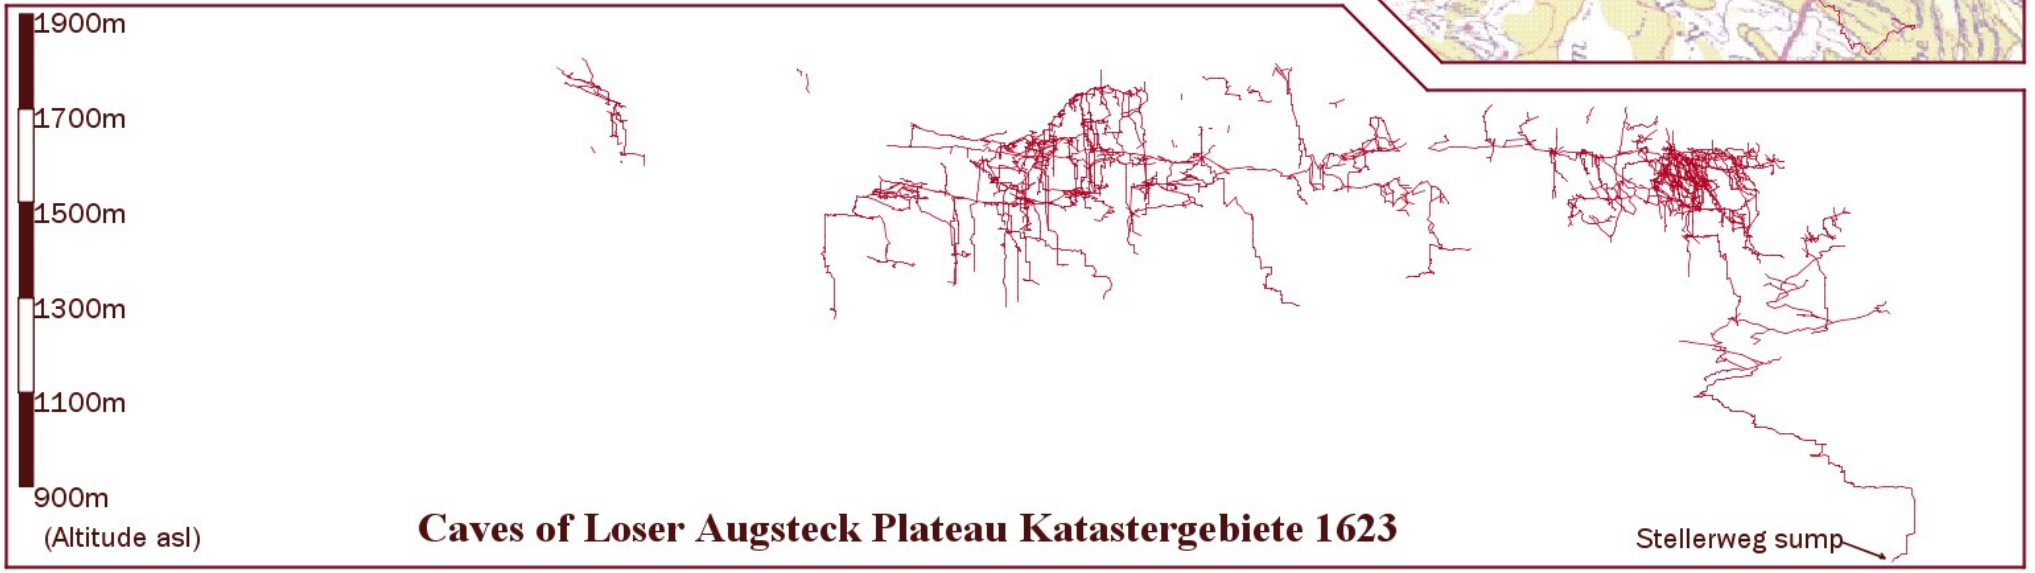 1900m
1700m
1500m
1300m
1100m
900m
(Altitude asl)
Caves of Loser Augsteck Plateau Katastergebiete 1623
Stellerweg sump